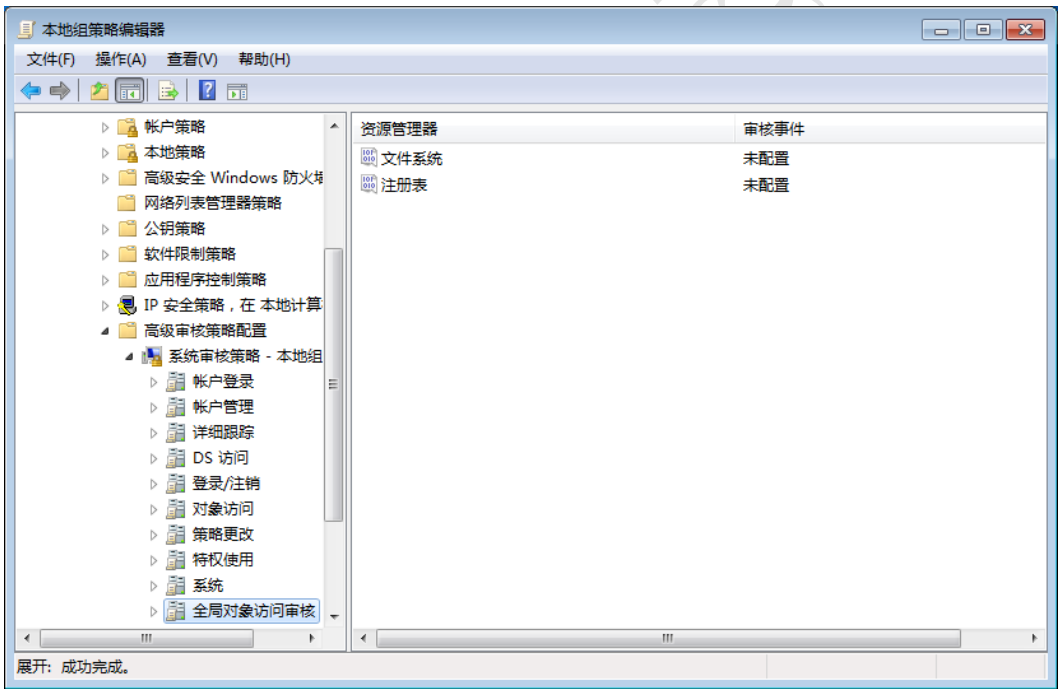 本地组策略编辑器
文件(F) 操作(A) 查看(V) 帮助(H)
帐户策略
本地策略
高级安全 Windows 防火墙
网络列表管理器策略
公钥策略
软件限制策略
应用程序控制策略
IP 安全策略，在 本地计算
高级审核策略配置
系统审核策略 - 本地组
帐户登录
帐户管理
详细跟踪
DS 访问
登录/注销
对象访问
策略更改
特权使用
系统
全局对象访问审核
资源管理器 审核事件
文件系统 未配置
注册表 未配置
展开: 成功完成。